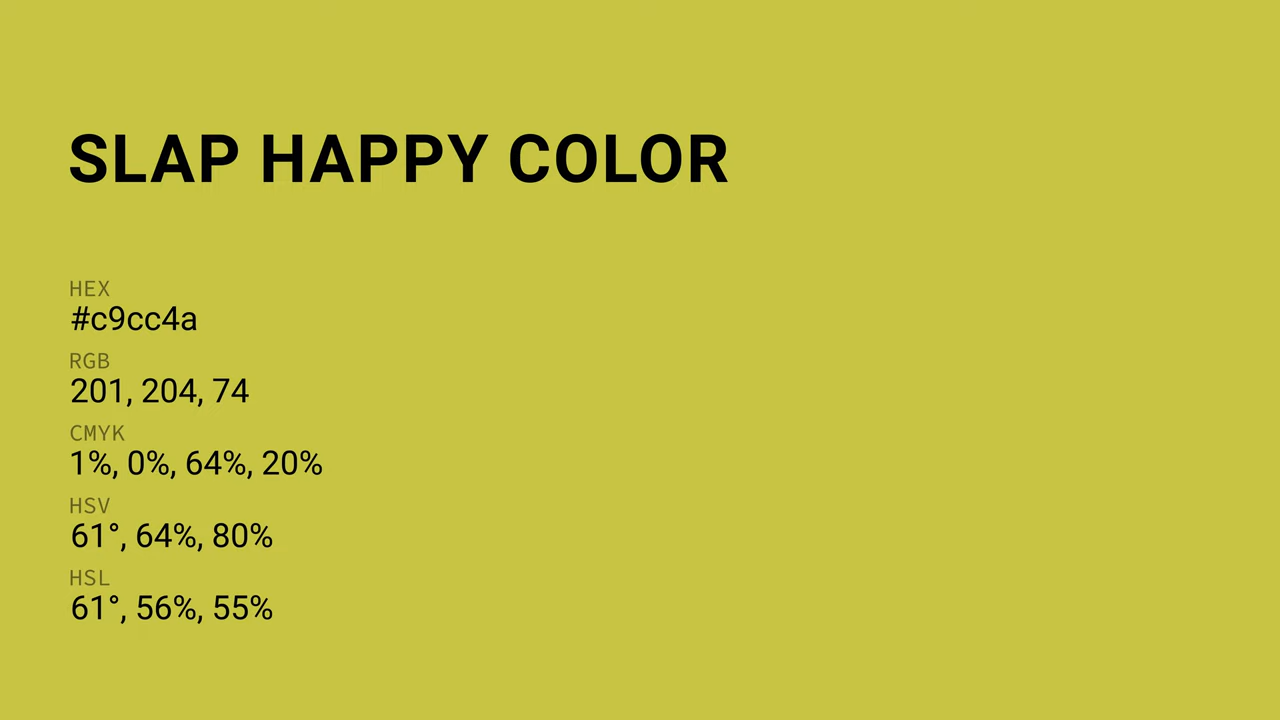 SLAP HAPPY COLOR
HEX
#c9cc4a
RGB
201, 204, 74
CMYK
1%, 0%, 64%, 20%
HSV
61°, 64%, 80%
HSL
61°, 56%, 55%